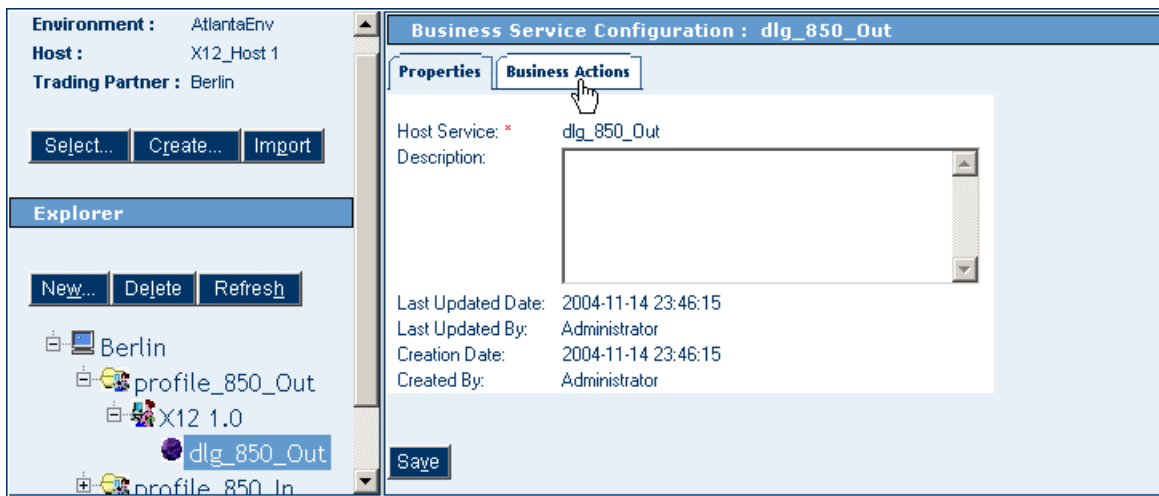 Environment : AtlantaEnv
Host : X12_Host 1
Trading Partner : Berlin
Select... Create... Import
Explorer
New... Delete Refresh
Berlin
profile_850_Out
X12 1.0
dlg_850_Out
profile_850_In
Business Service Configuration : dlg_850_Out
Properties Business Actions
Host Service: * dlg_850_Out
Description:
Last Updated Date: 2004-11-14 23:46:15
Last Updated By: Administrator
Creation Date: 2004-11-14 23:46:15
Created By: Administrator
Save